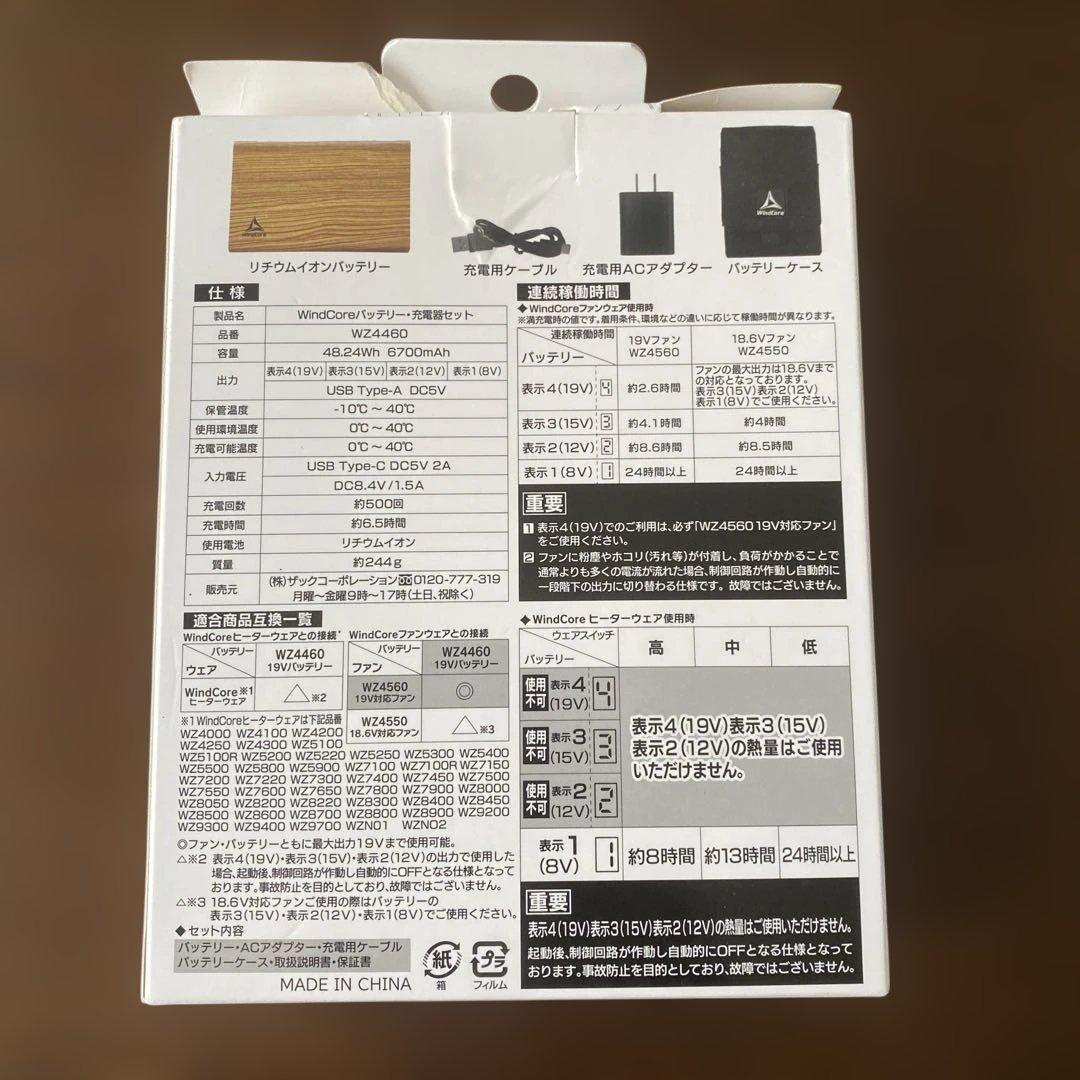 WindCore
WindCore
リチウムイオンバッテリー
充電用ケーブル
充電用ACアダプター
バッテリーケース
仕様
製品名 WindCoreバッテリー・充電器セット
品番 WZ4460
容量 48.24Wh 6700mAh
出力 表示4(19V) 表示3(15V) 表示2(12V) 表示1(8V)
USB Type-A DC5V
保管温度 -10℃～40℃
使用環境温度 0℃～40℃
充電可能温度 0℃～40℃
入力電圧 USB Type-C DC5V 2A
DC8.4V/1.5A
充電回数 約500回
充電時間 約6.5時間
使用電池 リチウムイオン
質量 約244g
販売元 (株)ザックコーポレーション 0120-777-319
月曜～金曜9時～17時(土日、祝除く)
連続稼働時間
◆WindCoreファンウェア使用時
※満充電時の値です。着用条件、環境などの違いに応じて稼働時間が異なります。
連続稼働時間 バッテリー 19Vファン WZ4560 18.6Vファン WZ4550
表示4(19V) 4 約2.6時間 ファンの最大出力は18.6Vまで
の対応となっております。
表示3(15V)表示2(12V)
表示1(8V)でご使用ください。
表示3(15V) 3 約4.1時間 約4時間
表示2(12V) 2 約8.6時間 約8.5時間
表示1(8V) 1 24時間以上 24時間以上
重要
1 表示4(19V)でのご利用は、必ず「WZ4560 19V対応ファン」
をご使用ください。
2 ファンに粉塵やホコリ(汚れ等)が付着し、負荷がかかることで
通常よりも多くの電流が流れた場合、制御回路が作動し自動的に
一段階下の出力に切り替わる仕様です。故障ではございません。
適合商品互換一覧
WindCoreヒーターウェアとの接続
バッテリー ウェア WZ4460 19Vバッテリー
WindCore※1 ヒーターウェア △※2
WindCoreファンウェアとの接続
バッテリー ファン WZ4460 19Vバッテリー
WZ4560 19V対応ファン ◎
WZ4550 18.6V対応ファン △※3
※1 WindCoreヒーターウェアは下記品番
WZ4000 WZ4100 WZ4200
WZ4250 WZ4300 WZ5100
WZ5100R WZ5200 WZ5220 WZ5250 WZ5300 WZ5400
WZ5500 WZ5800 WZ5900 WZ7100 WZ7100R WZ7150
WZ7200 WZ7220 WZ7300 WZ7400 WZ7450 WZ7500
WZ7550 WZ7600 WZ7650 WZ7800 WZ7900 WZ8000
WZ8050 WZ8200 WZ8220 WZ8300 WZ8400 WZ8450
WZ8500 WZ8600 WZ8700 WZ8800 WZ8900 WZ9200
WZ9300 WZ9400 WZ9700 WZN01 WZN02
◎ファン・バッテリーともに最大出力19Vまで使用可能。
△※2 表示4(19V)・表示3(15V)・表示2(12V)の出力で使用した
場合、起動後、制御回路が作動し自動的にOFFとなる仕様となって
おります。事故防止を目的としており、故障ではございません。
△※3 18.6V対応ファンご使用の際はバッテリーの
表示3(15V)・表示2(12V)・表示1(8V)でご使用ください。
◆セット内容
バッテリー・ACアダプター・充電用ケーブル
バッテリーケース・取扱説明書・保証書
MADE IN CHINA
紙
箱
プラ
フィルム
◆WindCore ヒーターウェア使用時
ウェアスイッチ バッテリー 高 中 低
使用不可 表示4 (19V) 4
使用不可 表示3 (15V) 3
使用不可 表示2 (12V) 2
表示4(19V)表示3(15V)
表示2(12V)の熱量はご使用
いただけません。
表示1 (8V) 1 約8時間 約13時間 24時間以上
重要
表示4(19V)表示3(15V)表示2(12V)の熱量はご使用いただけません。
起動後、制御回路が作動し自動的にOFFとなる仕様となって
おります。事故防止を目的としており、故障ではございません。